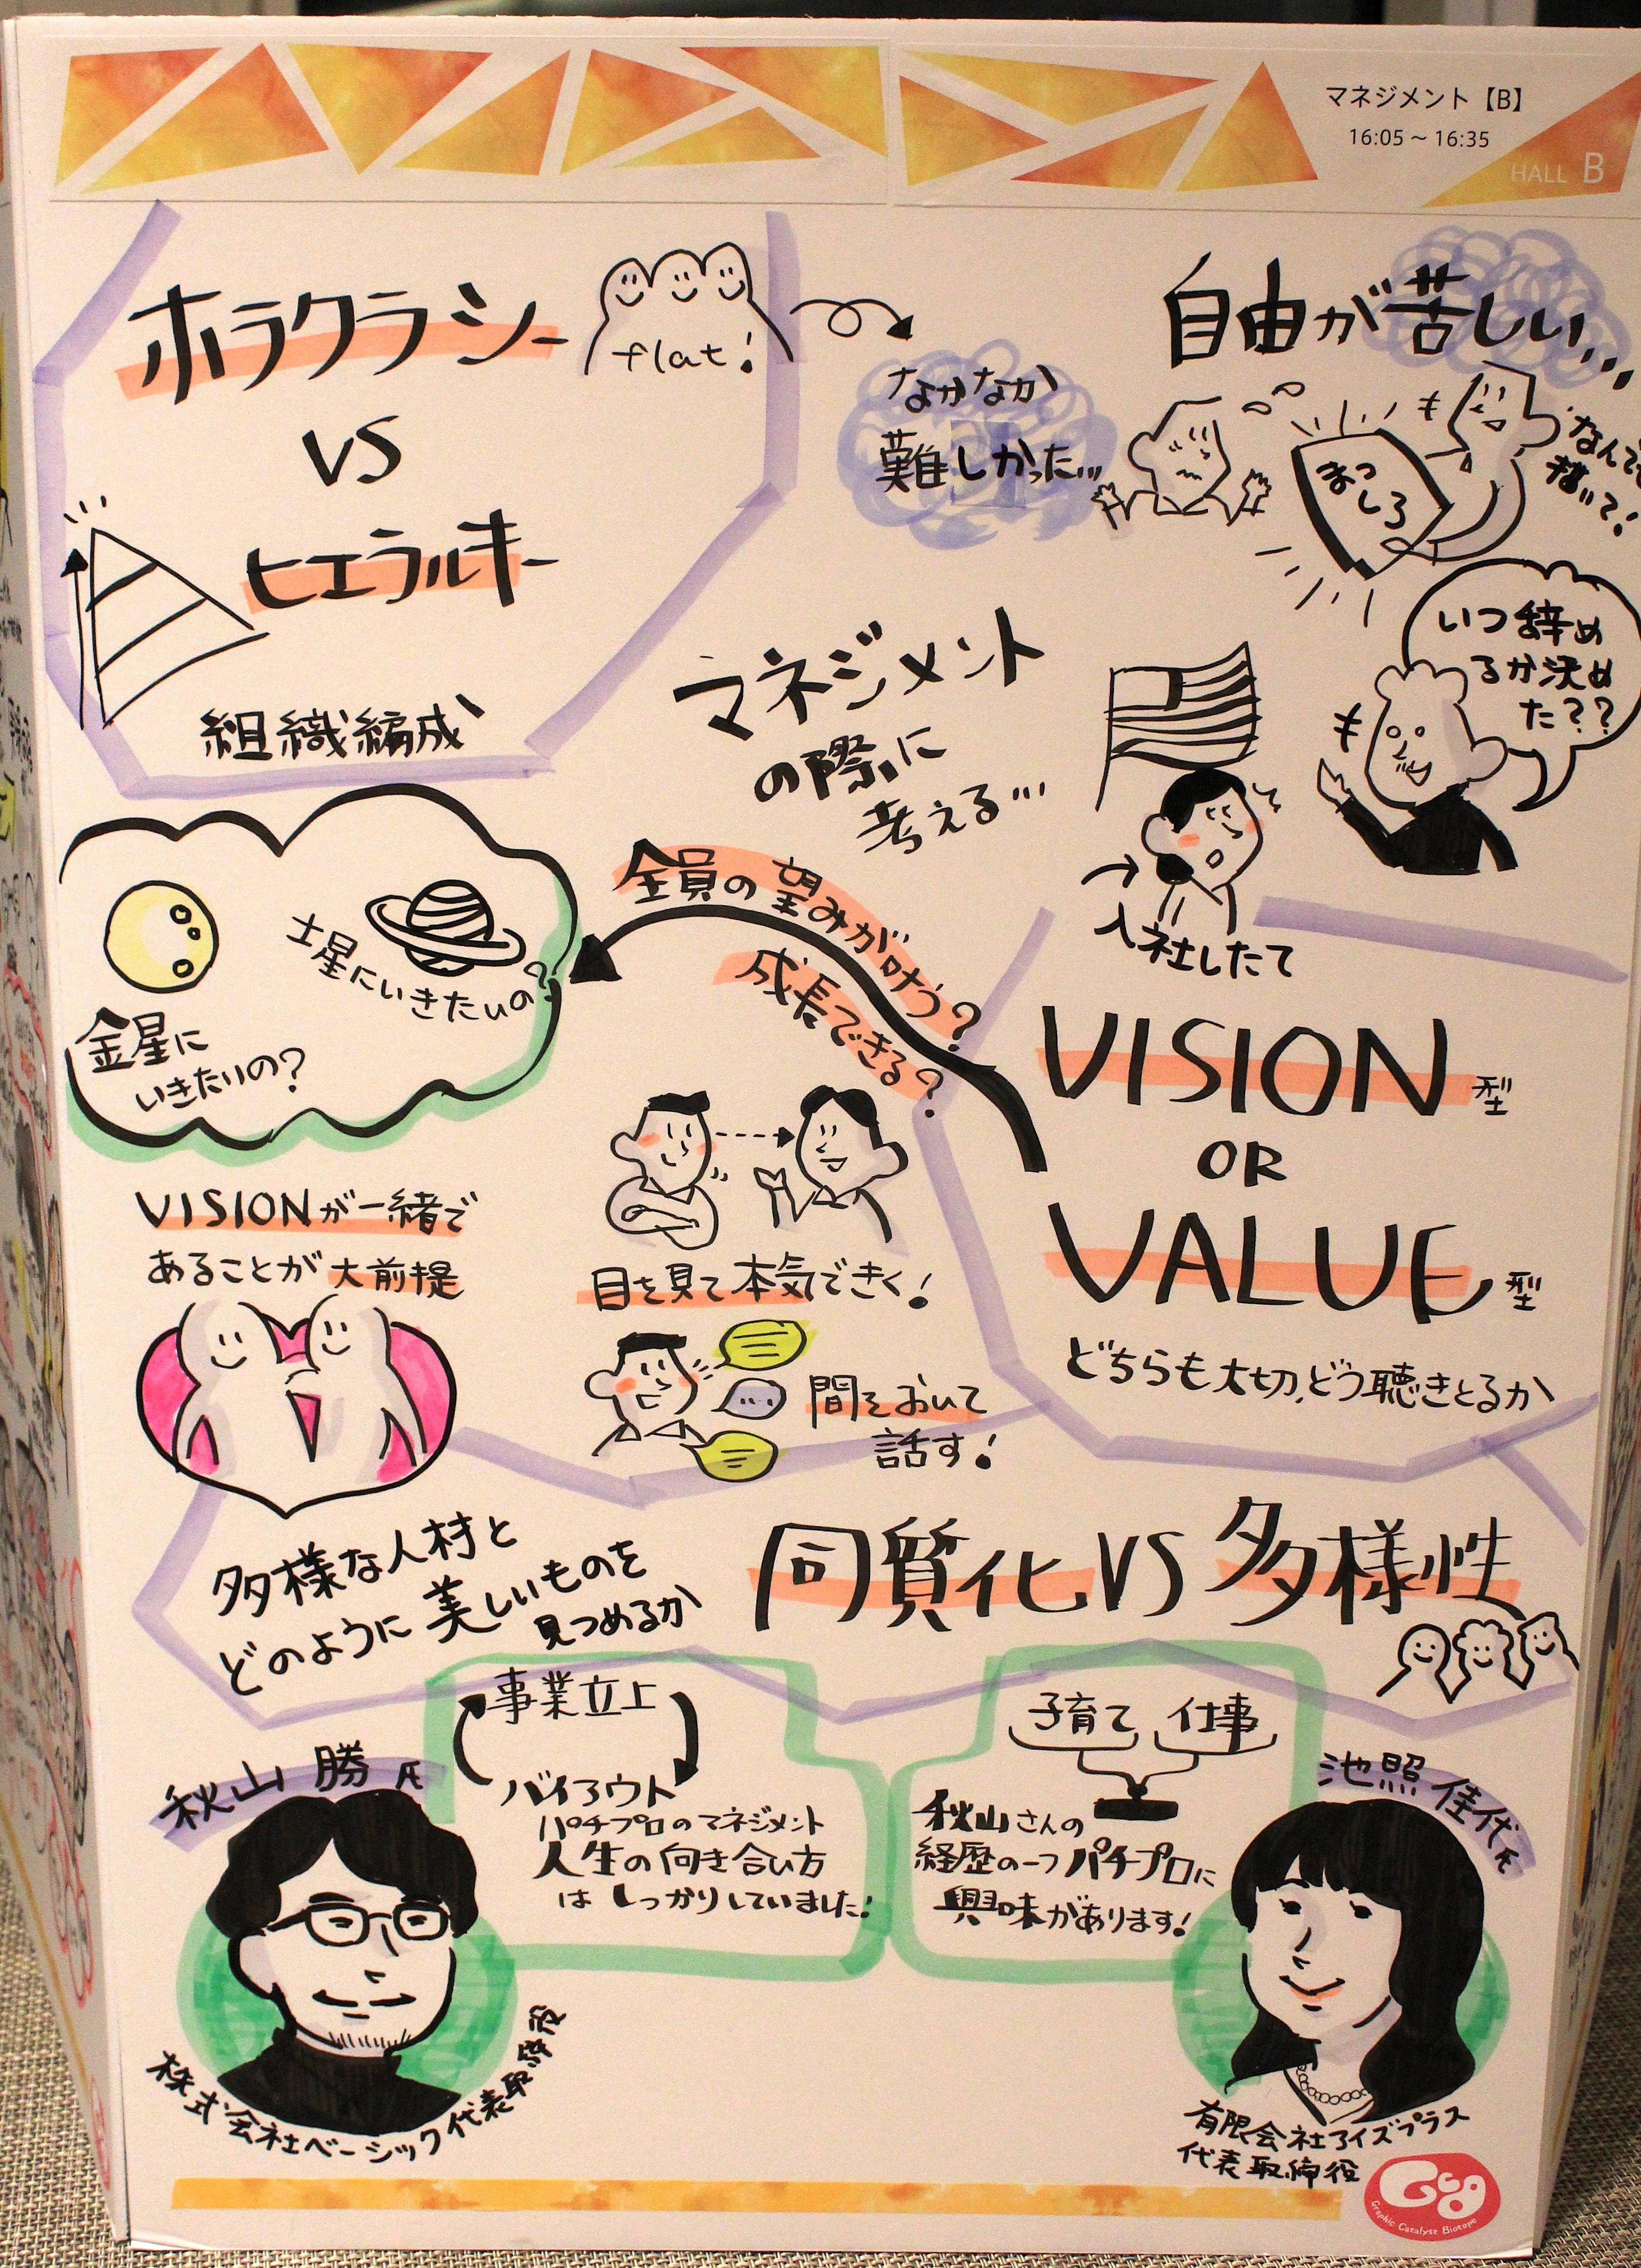 マネジメント【B】
16:05～16:35
HALL B
ホラクラシー
flat!
VS
ヒエラルキー
組織編成
なかなか
難しかった...
自由が苦しい...
まっ
しろ
なんでも
描いて!
マネジメント
の際に
考える...
いつ辞め
るか決め
た??
入社したて
全員の望みが叶う?
成長できる?
土星にいきたいの?
金星に
いきたいの?
VISION型
OR
VALUE型
どちらも大切、どう聴きとるか
VISIONが一緒で
あることが大前提
目を見て本気できく!
間をおいて
話す!
同質化VS多様性
多様な人材と
どのように美しいものを
見つめるか
秋山 勝 氏
事業立上
バイアウト
パチプロのマネジメント
人生の向き合い方
は しっかりしていました!
株式会社ベーシック代表取締役
子育て 仕事
秋山さんの
経歴の一つパチプロに
興味があります!
池照佳代氏
有限会社アイズプラス
代表取締役
GCB
Graphic Catalyst Biotope